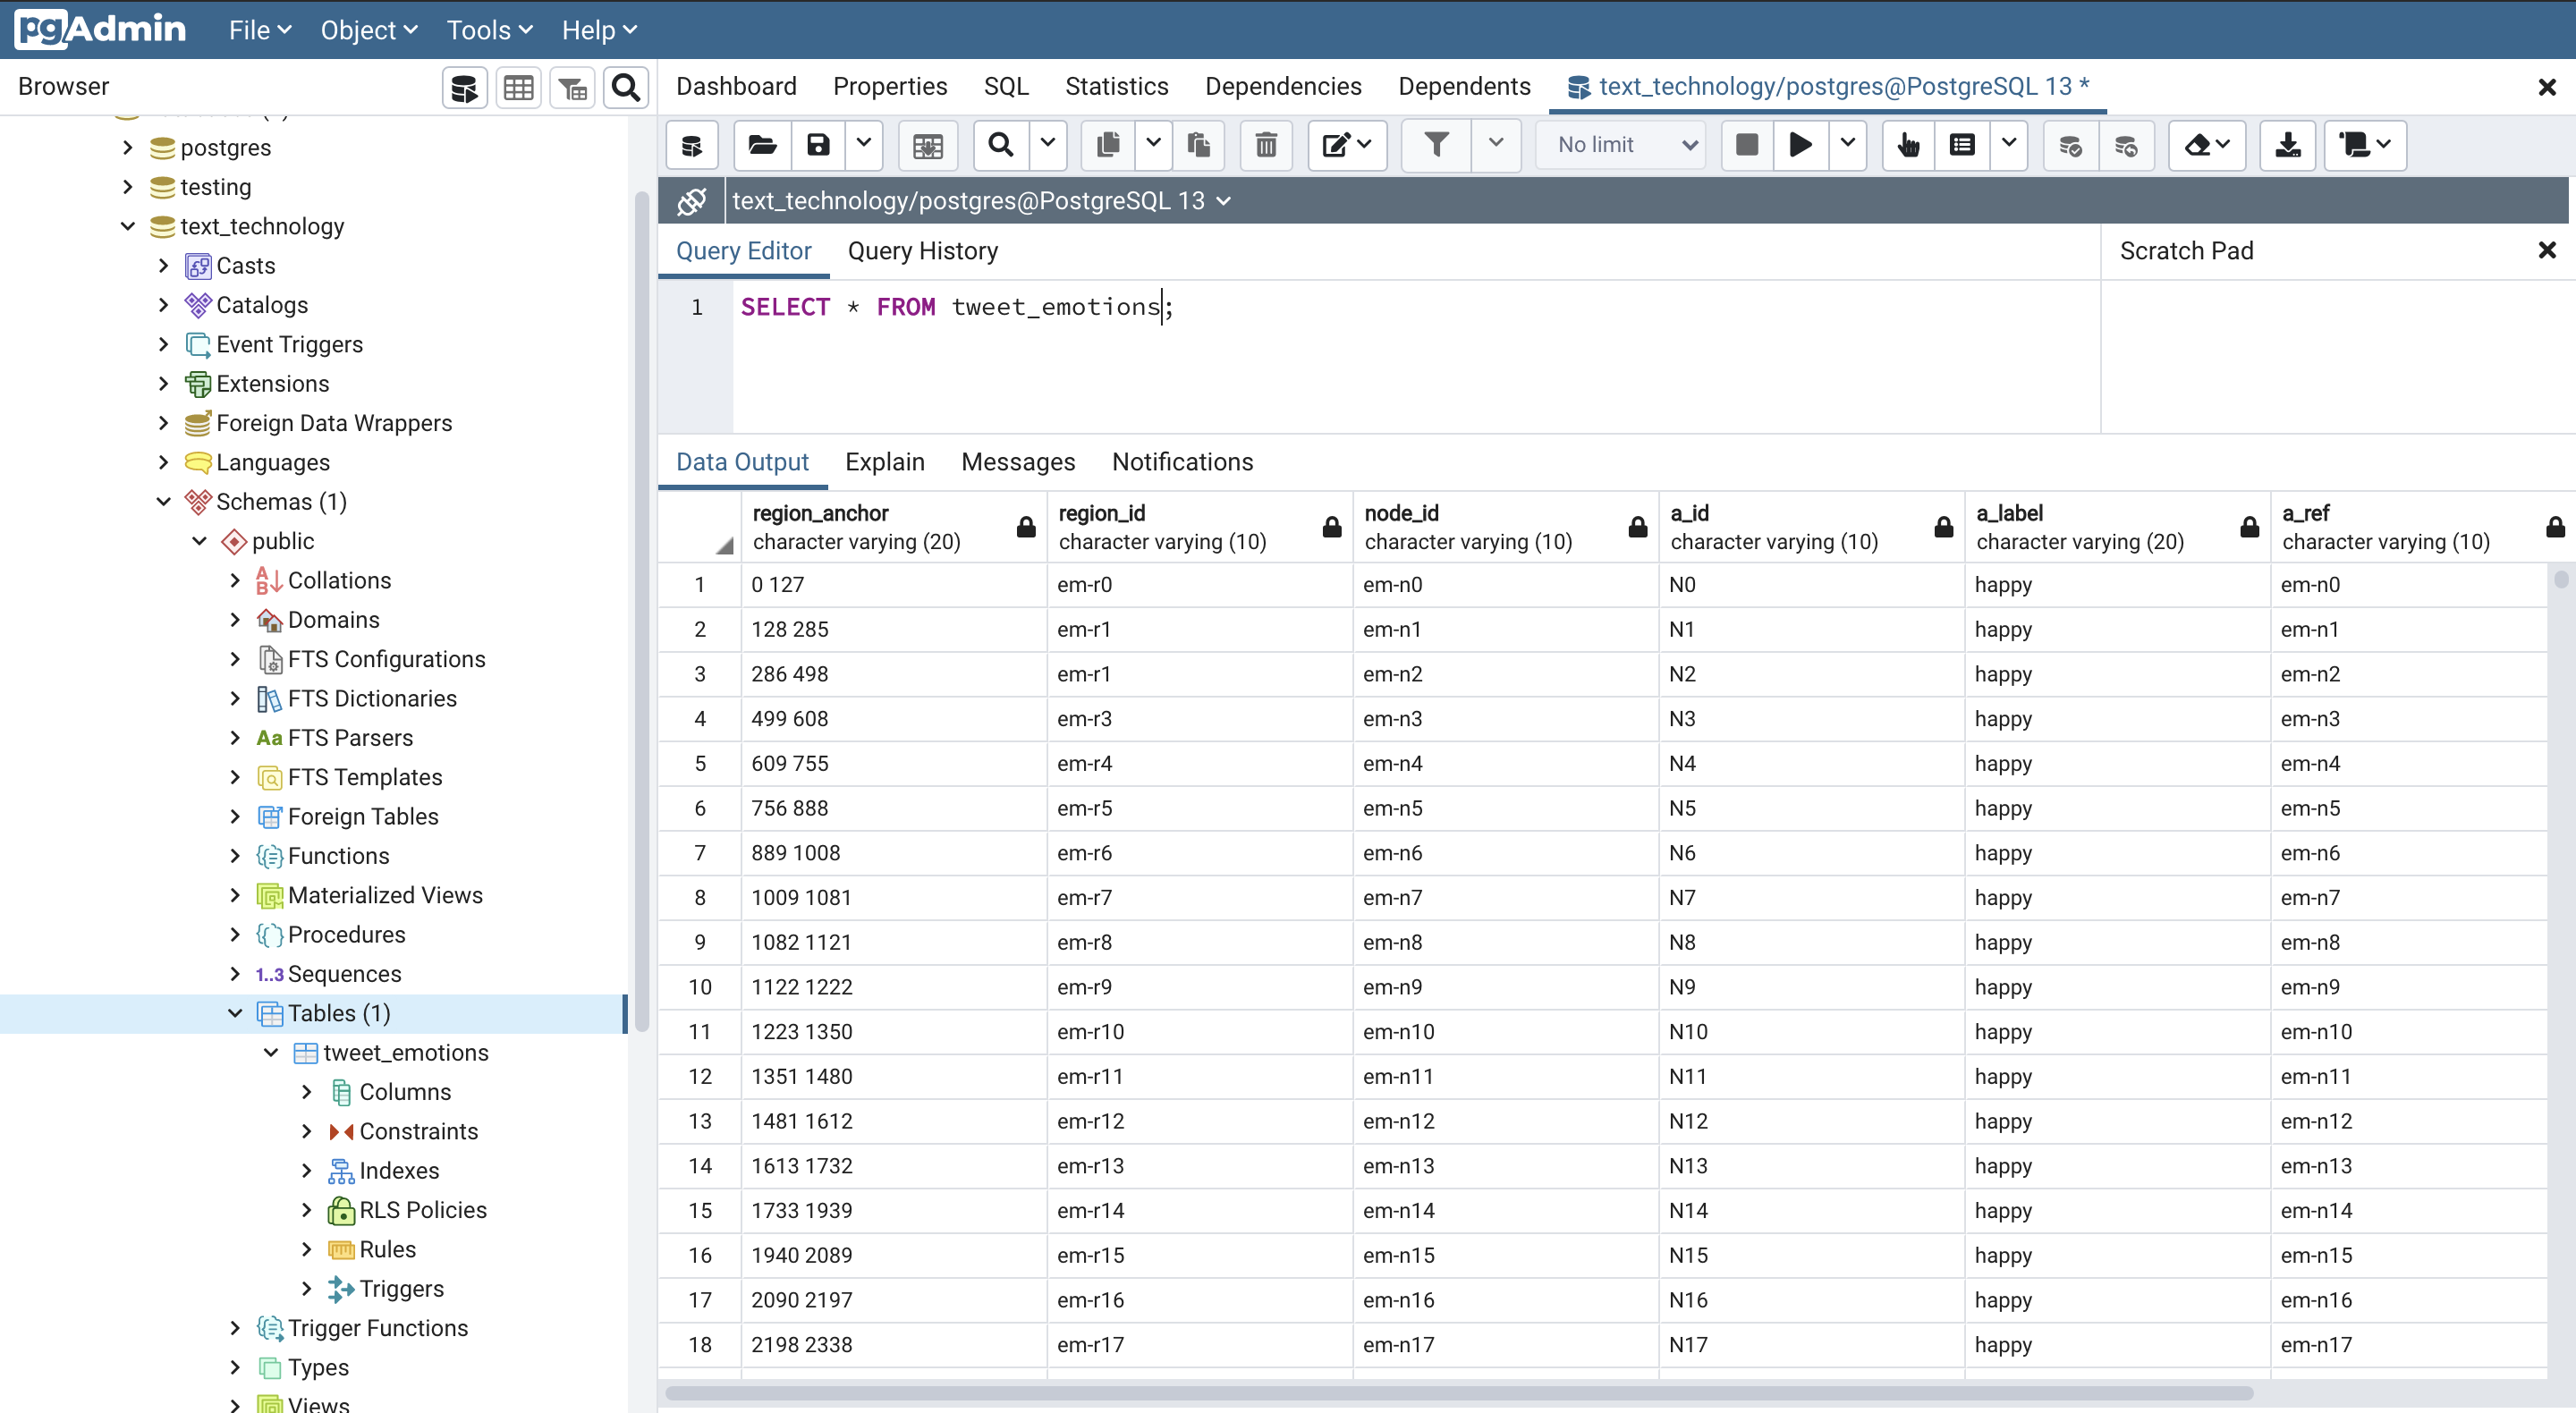 pgAdmin File Object Tools Help
Browser
Dashboard Properties SQL Statistics Dependencies Dependents text_technology/postgres@PostgreSQL 13 *
postgres
testing
text_technology
Casts
Catalogs
Event Triggers
Extensions
Foreign Data Wrappers
Languages
Schemas (1)
public
Collations
Domains
FTS Configurations
FTS Dictionaries
Aa FTS Parsers
FTS Templates
Foreign Tables
Functions
Materialized Views
Procedures
1..3 Sequences
Tables (1)
tweet_emotions
Columns
Constraints
Indexes
RLS Policies
Rules
Triggers
Trigger Functions
Types
Views
No limit
text_technology/postgres@PostgreSQL 13
Query Editor Query History Scratch Pad
1 SELECT * FROM tweet_emotions;
Data Output Explain Messages Notifications
region_anchor region_id node_id a_id a_label a_ref
character varying (20) character varying (10) character varying (10) character varying (10) character varying (20) character varying (10)
1 0 127 em-r0 em-n0 N0 happy em-n0
2 128 285 em-r1 em-n1 N1 happy em-n1
3 286 498 em-r1 em-n2 N2 happy em-n2
4 499 608 em-r3 em-n3 N3 happy em-n3
5 609 755 em-r4 em-n4 N4 happy em-n4
6 756 888 em-r5 em-n5 N5 happy em-n5
7 889 1008 em-r6 em-n6 N6 happy em-n6
8 1009 1081 em-r7 em-n7 N7 happy em-n7
9 1082 1121 em-r8 em-n8 N8 happy em-n8
10 1122 1222 em-r9 em-n9 N9 happy em-n9
11 1223 1350 em-r10 em-n10 N10 happy em-n10
12 1351 1480 em-r11 em-n11 N11 happy em-n11
13 1481 1612 em-r12 em-n12 N12 happy em-n12
14 1613 1732 em-r13 em-n13 N13 happy em-n13
15 1733 1939 em-r14 em-n14 N14 happy em-n14
16 1940 2089 em-r15 em-n15 N15 happy em-n15
17 2090 2197 em-r16 em-n16 N16 happy em-n16
18 2198 2338 em-r17 em-n17 N17 happy em-n17